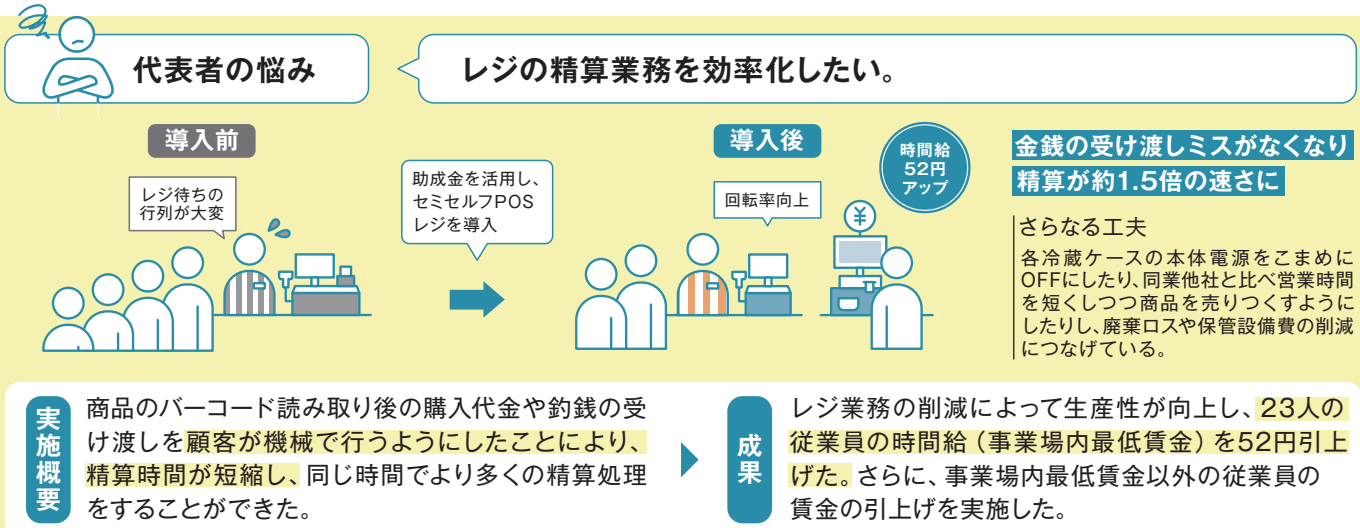 代表者の悩み
レジの精算業務を効率化したい。
導入前
レジ待ちの
行列が大変
助成金を活用し、
セミセルフPOS
レジを導入
導入後
回転率向上
時間給
52円
アップ
¥
金銭の受け渡しミスがなくなり
精算が約1.5倍の速さに
さらなる工夫
各冷蔵ケースの本体電源をこまめに
OFFにしたり、同業他社と比べ営業時間
を短くしつつ商品を売りつくすように
したりし、廃棄ロスや保管設備費の削減
につなげている。
実施概要
商品のバーコード読み取り後の購入代金や釣銭の受
け渡しを顧客が機械で行うようにしたことにより、
精算時間が短縮し、同じ時間でより多くの精算処理
をすることができた。
成果
レジ業務の削減によって生産性が向上し、23人の
従業員の時間給（事業場内最低賃金）を52円引上
げた。さらに、事業場内最低賃金以外の従業員の
賃金の引上げを実施した。